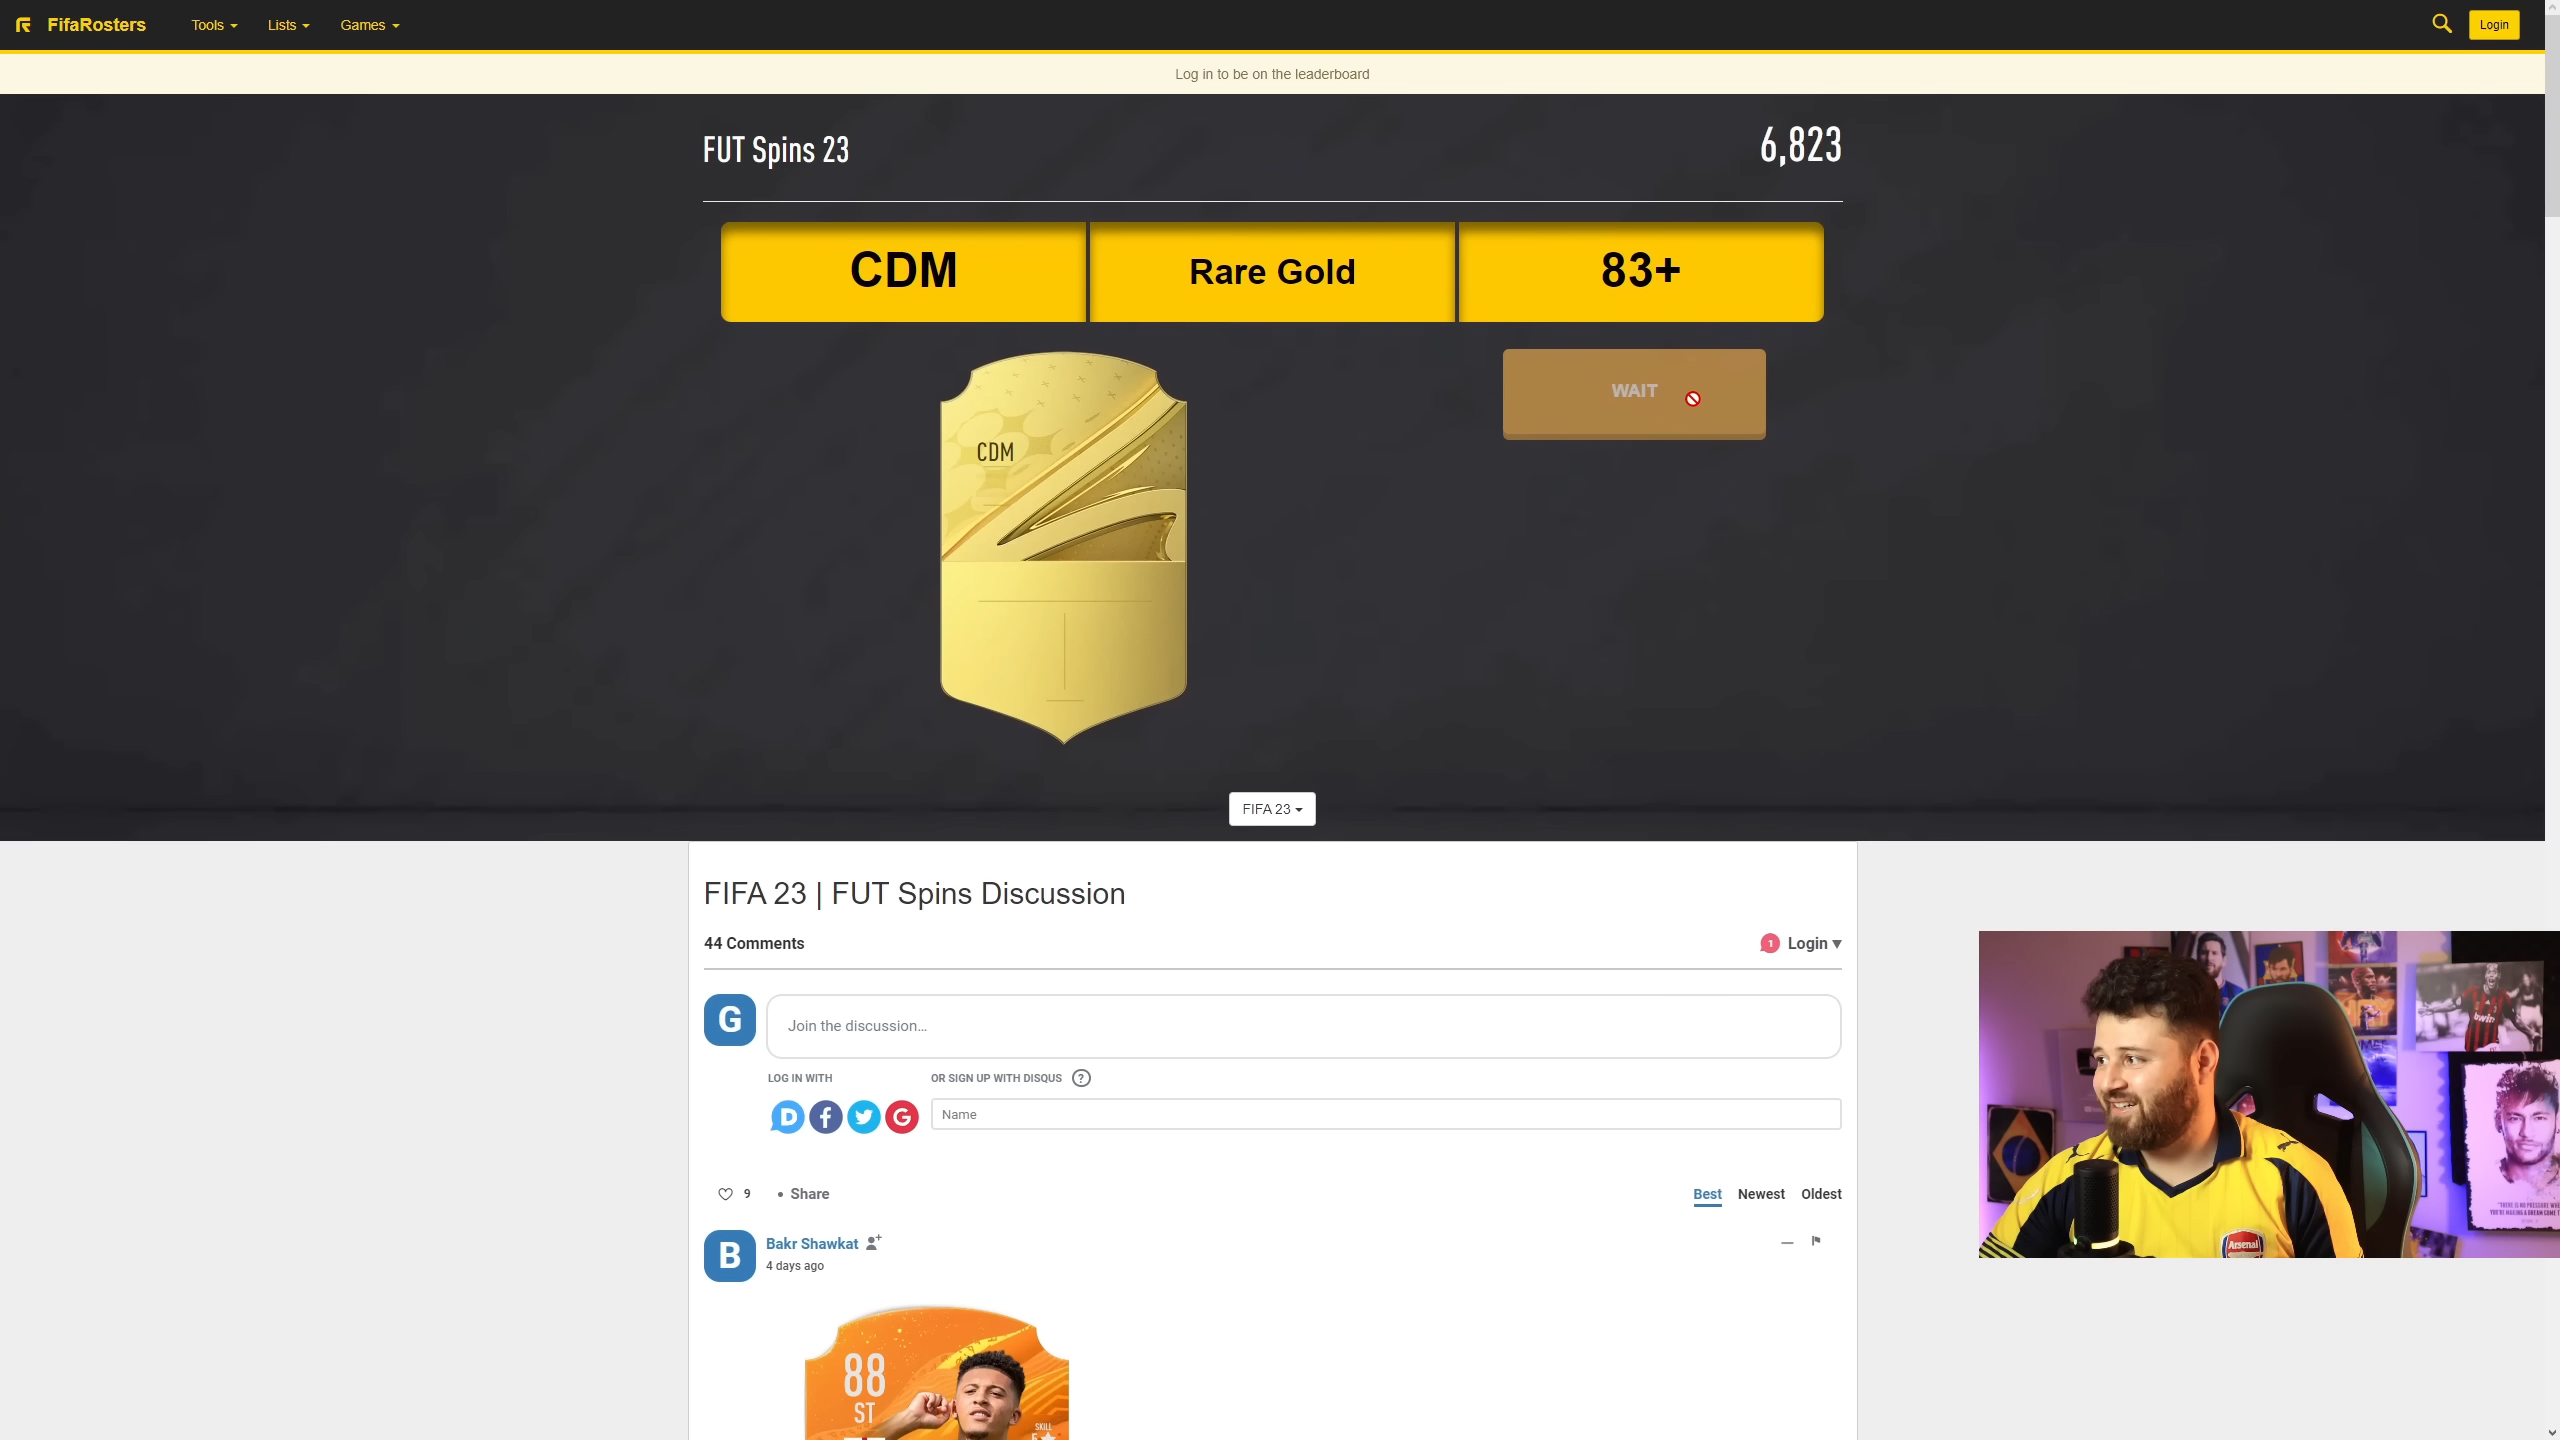 FifaRosters
Tools
Lists
Games
Login
Log in to be on the leaderboard
FUT Spins 23
6,823
CDM
Rare Gold
83+
WAIT
CDM
FIFA 23
FIFA 23 | FUT Spins Discussion
44 Comments
1
Login
G
Join the discussion...
LOG IN WITH
OR SIGN UP WITH DISQUS ?
D
f
G
Name
9
• Share
Best
Newest
Oldest
B
Bakr Shawkat
4 days ago
88
ST
SKILL
bwin
Arsenal